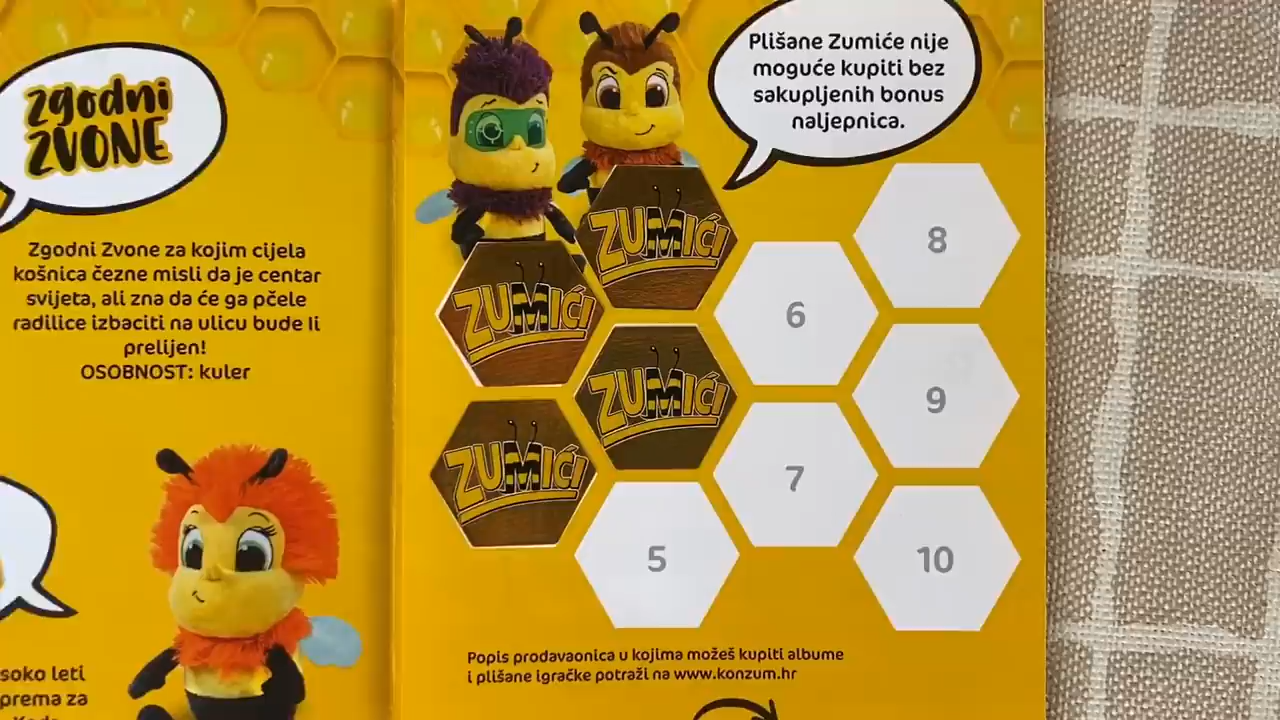 zgodni
ZVONE
Zgodni Zvone za kojim cijela
košnica čezne misli da je centar
svijeta, ali zna da će ga pčele
radilice izbaciti na ulicu bude li
prelijen!
OSOBNOST: kuler
soko leti
prema za
Plišane Zumiće nije
moguće kupiti bez
sakupljenih bonus
naljepnica.
ZUMIĆI
ZUMIĆI
ZUMIĆI
ZUMIĆI
5
6
7
8
9
10
Popis prodavaonica u kojima možeš kupiti albume
i plišane igračke potraži na www.konzum.hr